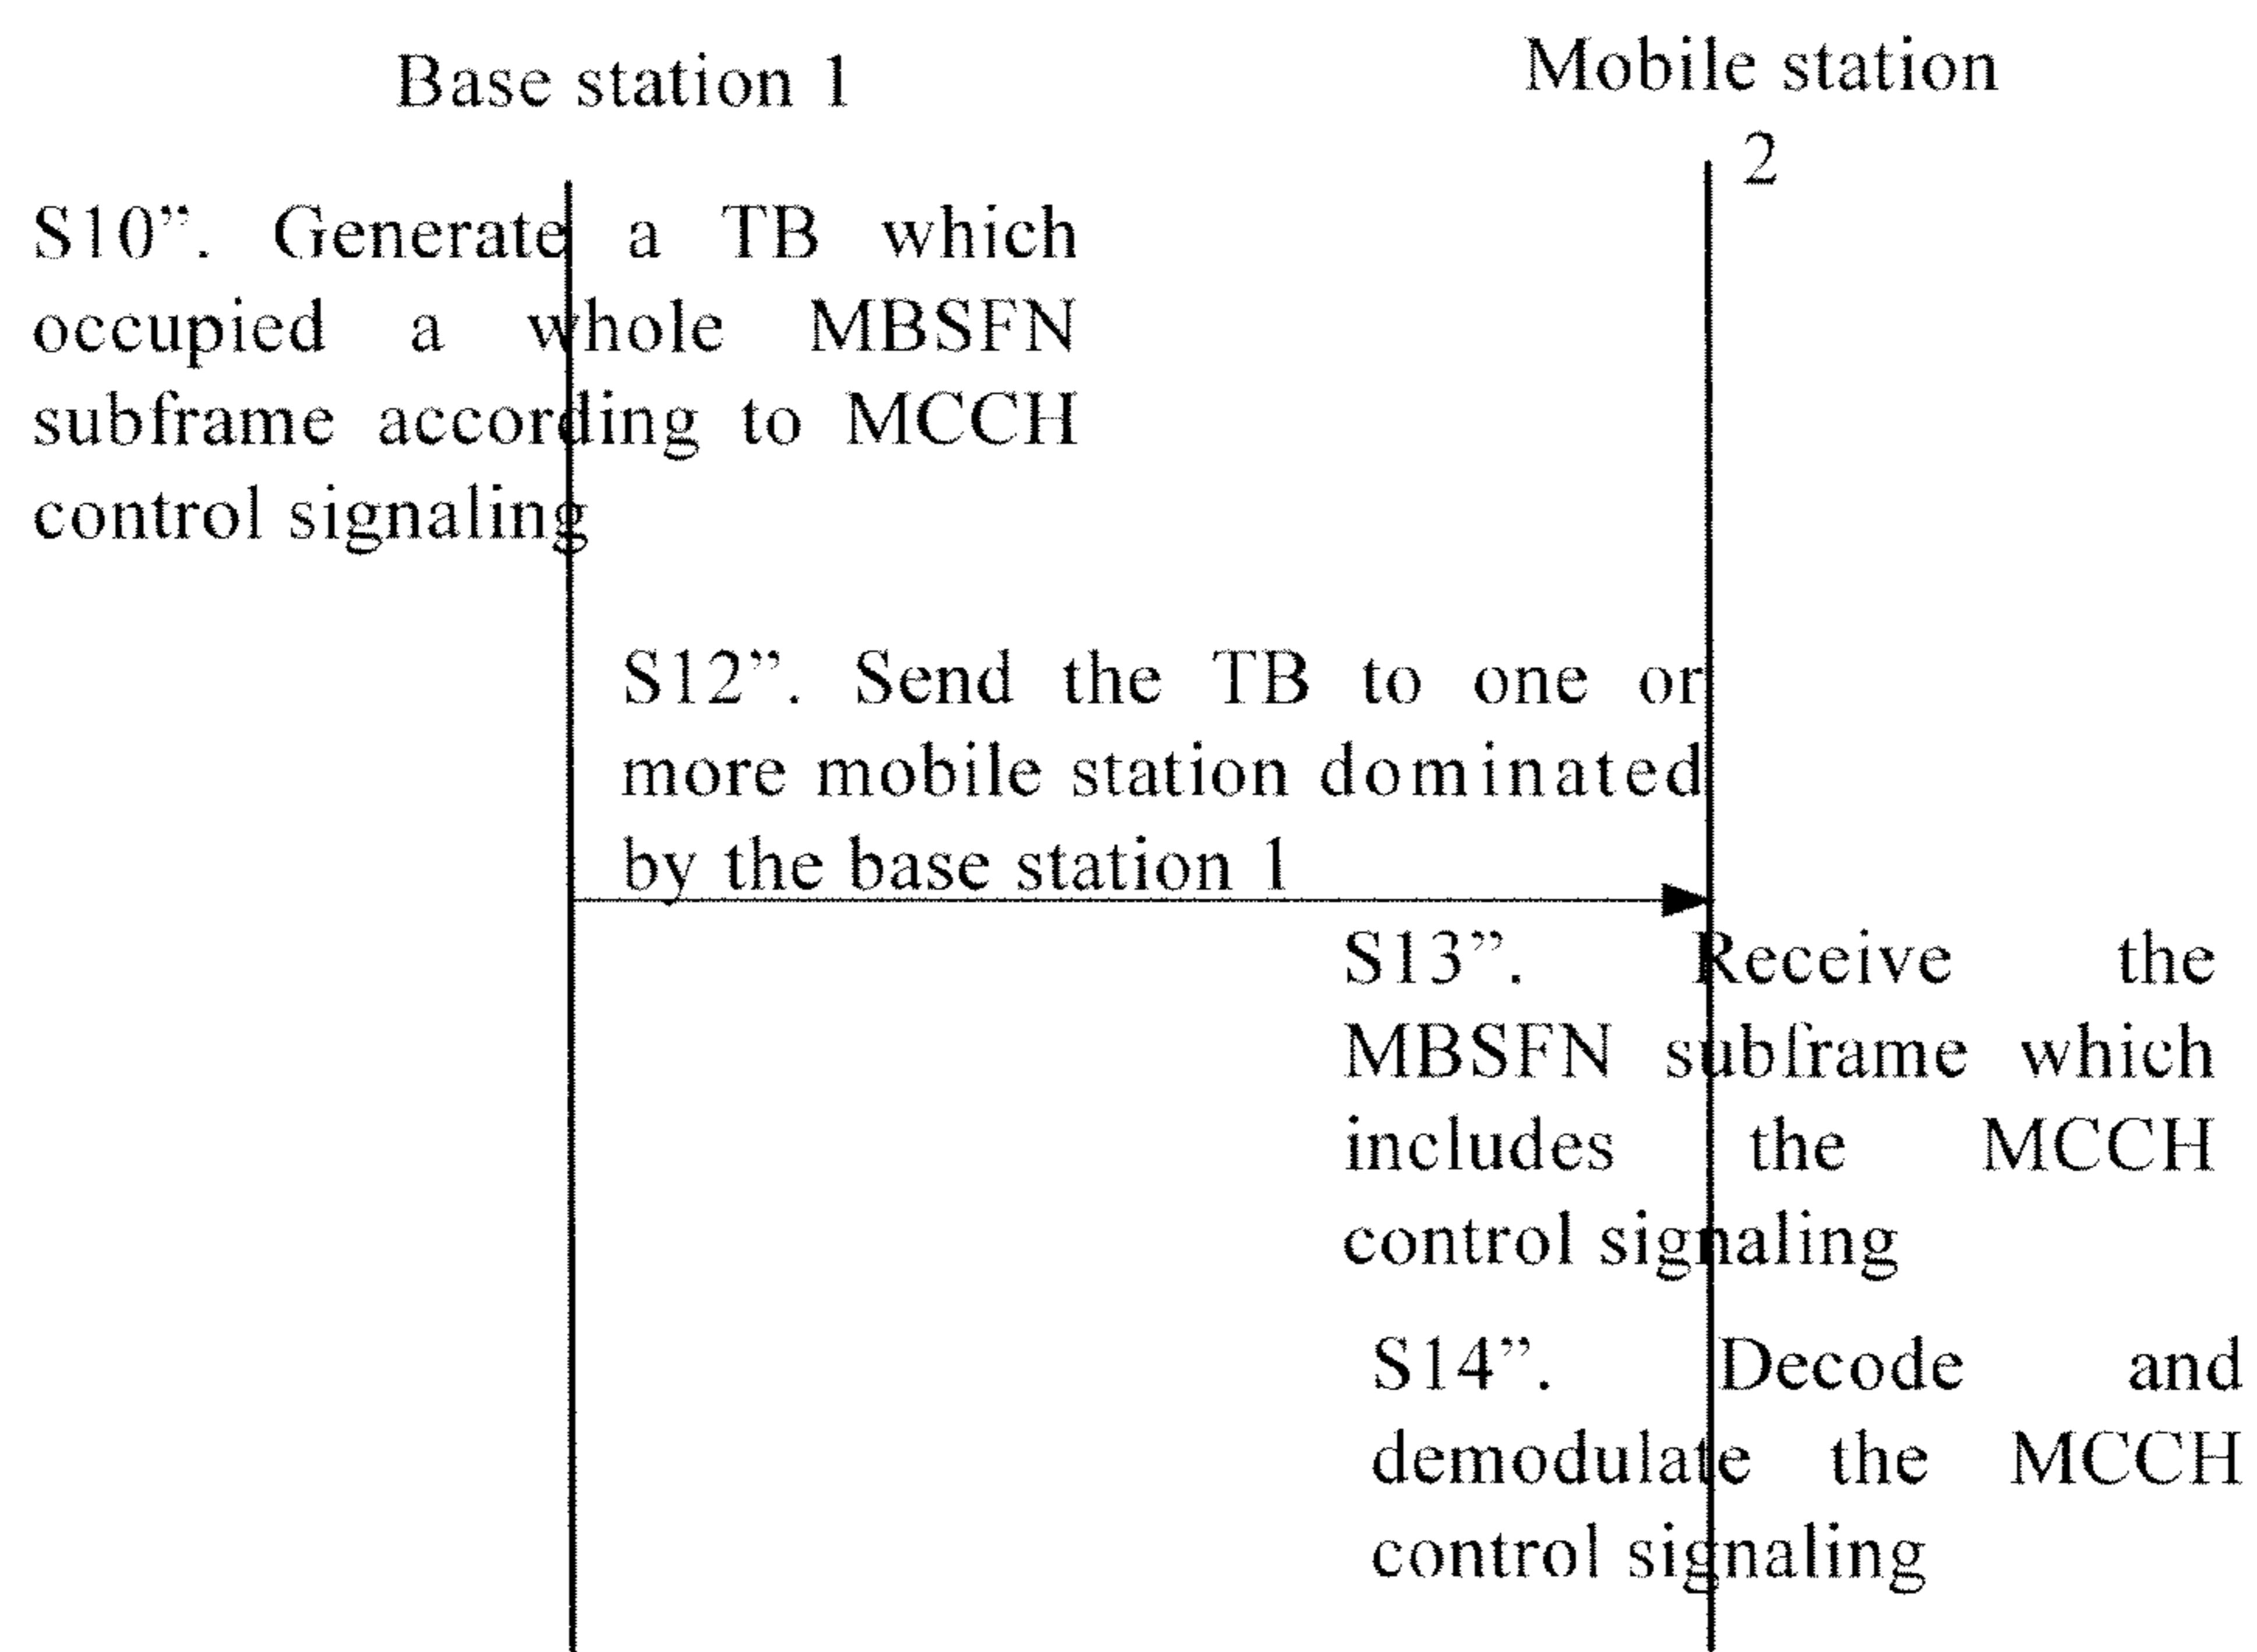 Base station 1
Mobile station
2
S10”. Generate a TB which
occupied a whole MBSFN
subframe according to MCCH
control signaling
S12”. Send the TB to one or
more mobile station dominated
by the base station 1
S13”. Receive the
MBSFN subframe which
includes the MCCH
control signaling
S14”. Decode and
demodulate the MCCH
control signaling